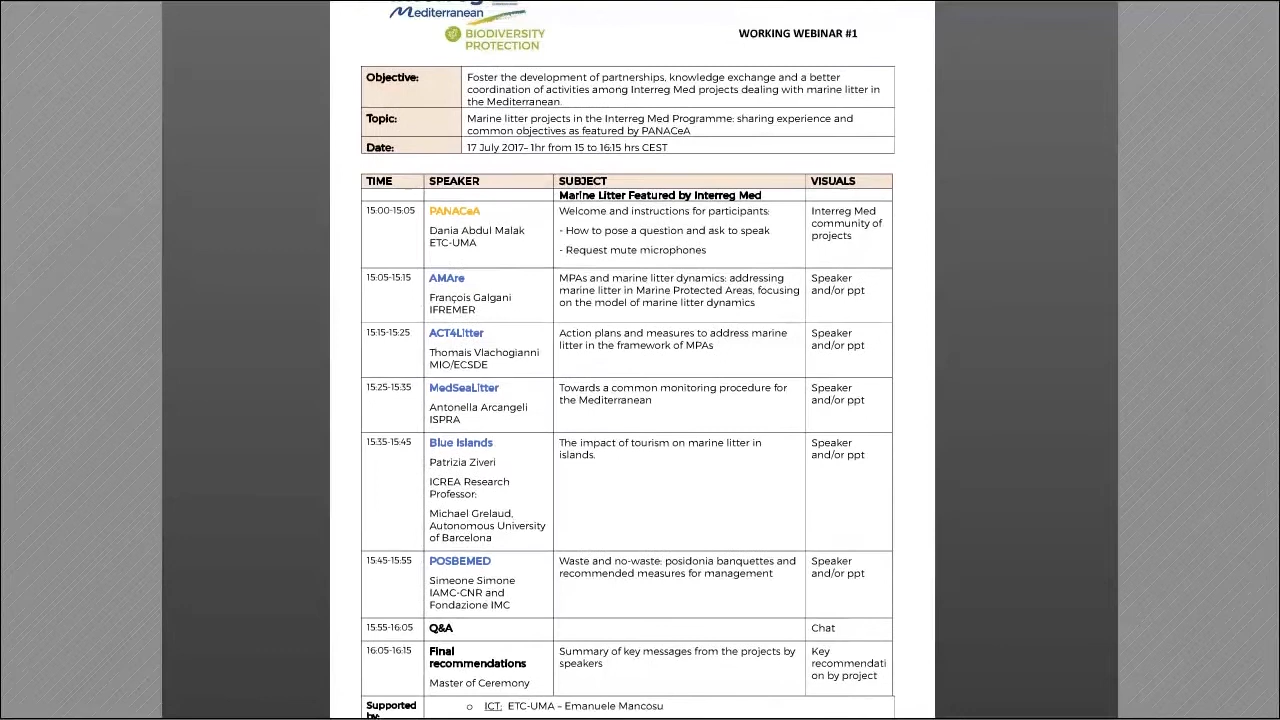 Mediterranean
BIODIVERSITY
PROTECTION
WORKING WEBINAR #1
Objective:
Foster the development of partnerships, knowledge exchange and a better
coordination of activities among Interreg Med projects dealing with marine litter in
the Mediterranean.
Topic:
Marine litter projects in the Interreg Med Programme: sharing experience and
common objectives as featured by PANACeA
Date:
17 July 2017– 1hr from 15 to 16:15 hrs CEST
TIME SPEAKER SUBJECT VISUALS
Marine Litter Featured by Interreg Med
15:00-15:05
PANACeA
Dania Abdul Malak
ETC-UMA
Welcome and instructions for participants:
- How to pose a question and ask to speak
- Request mute microphones
Interreg Med
community of
projects
15:05-15:15
AMAre
François Galgani
IFREMER
MPAs and marine litter dynamics: addressing
marine litter in Marine Protected Areas, focusing
on the model of marine litter dynamics
Speaker
and/or ppt
15:15-15:25
ACT4Litter
Thomais Vlachogianni
MIO/ECSDE
Action plans and measures to address marine
litter in the framework of MPAs
Speaker
and/or ppt
15:25-15:35
MedSeaLitter
Antonella Arcangeli
ISPRA
Towards a common monitoring procedure for
the Mediterranean
Speaker
and/or ppt
15:35-15:45
Blue Islands
Patrizia Ziveri
ICREA Research
Professor:
Michael Grelaud,
Autonomous University
of Barcelona
The impact of tourism on marine litter in
islands.
Speaker
and/or ppt
15:45-15:55
POSBEMED
Simeone Simone
IAMC-CNR and
Fondazione IMC
Waste and no-waste: posidonia banquettes and
recommended measures for management
Speaker
and/or ppt
15:55-16:05
Q&A
Chat
16:05-16:15
Final
recommendations
Master of Ceremony
Summary of key messages from the projects by
speakers
Key
recommendati
on by project
Supported
by:
o ICT: ETC-UMA – Emanuele Mancosu